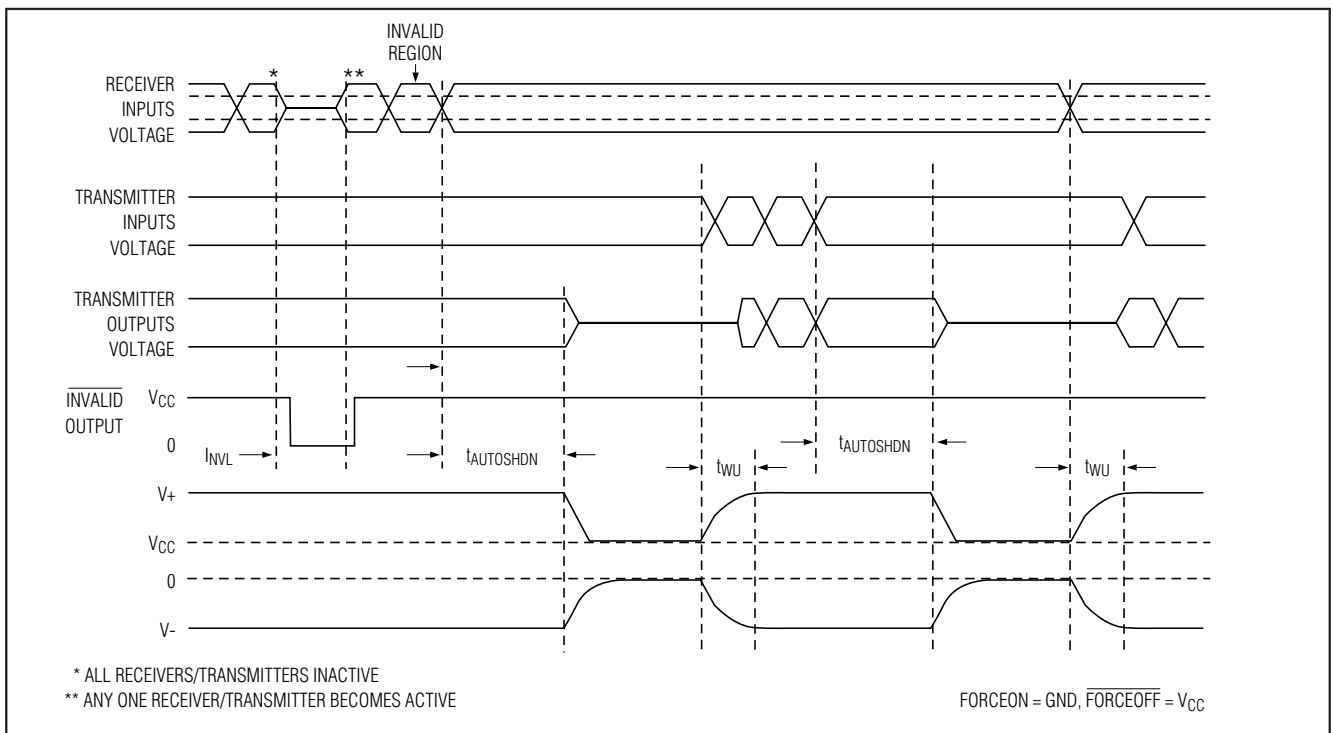 INVALID
REGION
* **
RECEIVER
INPUTS
VOLTAGE
TRANSMITTER
INPUTS
VOLTAGE
TRANSMITTER
OUTPUTS
VOLTAGE
INVALID
OUTPUT
VCC
0
INVL
tAUTOSHDN
tWU
tAUTOSHDN
tWU
V+
VCC
0
V-
* ALL RECEIVERS/TRANSMITTERS INACTIVE
** ANY ONE RECEIVER/TRANSMITTER BECOMES ACTIVE
FORCEON = GND, FORCEOFF = VCC